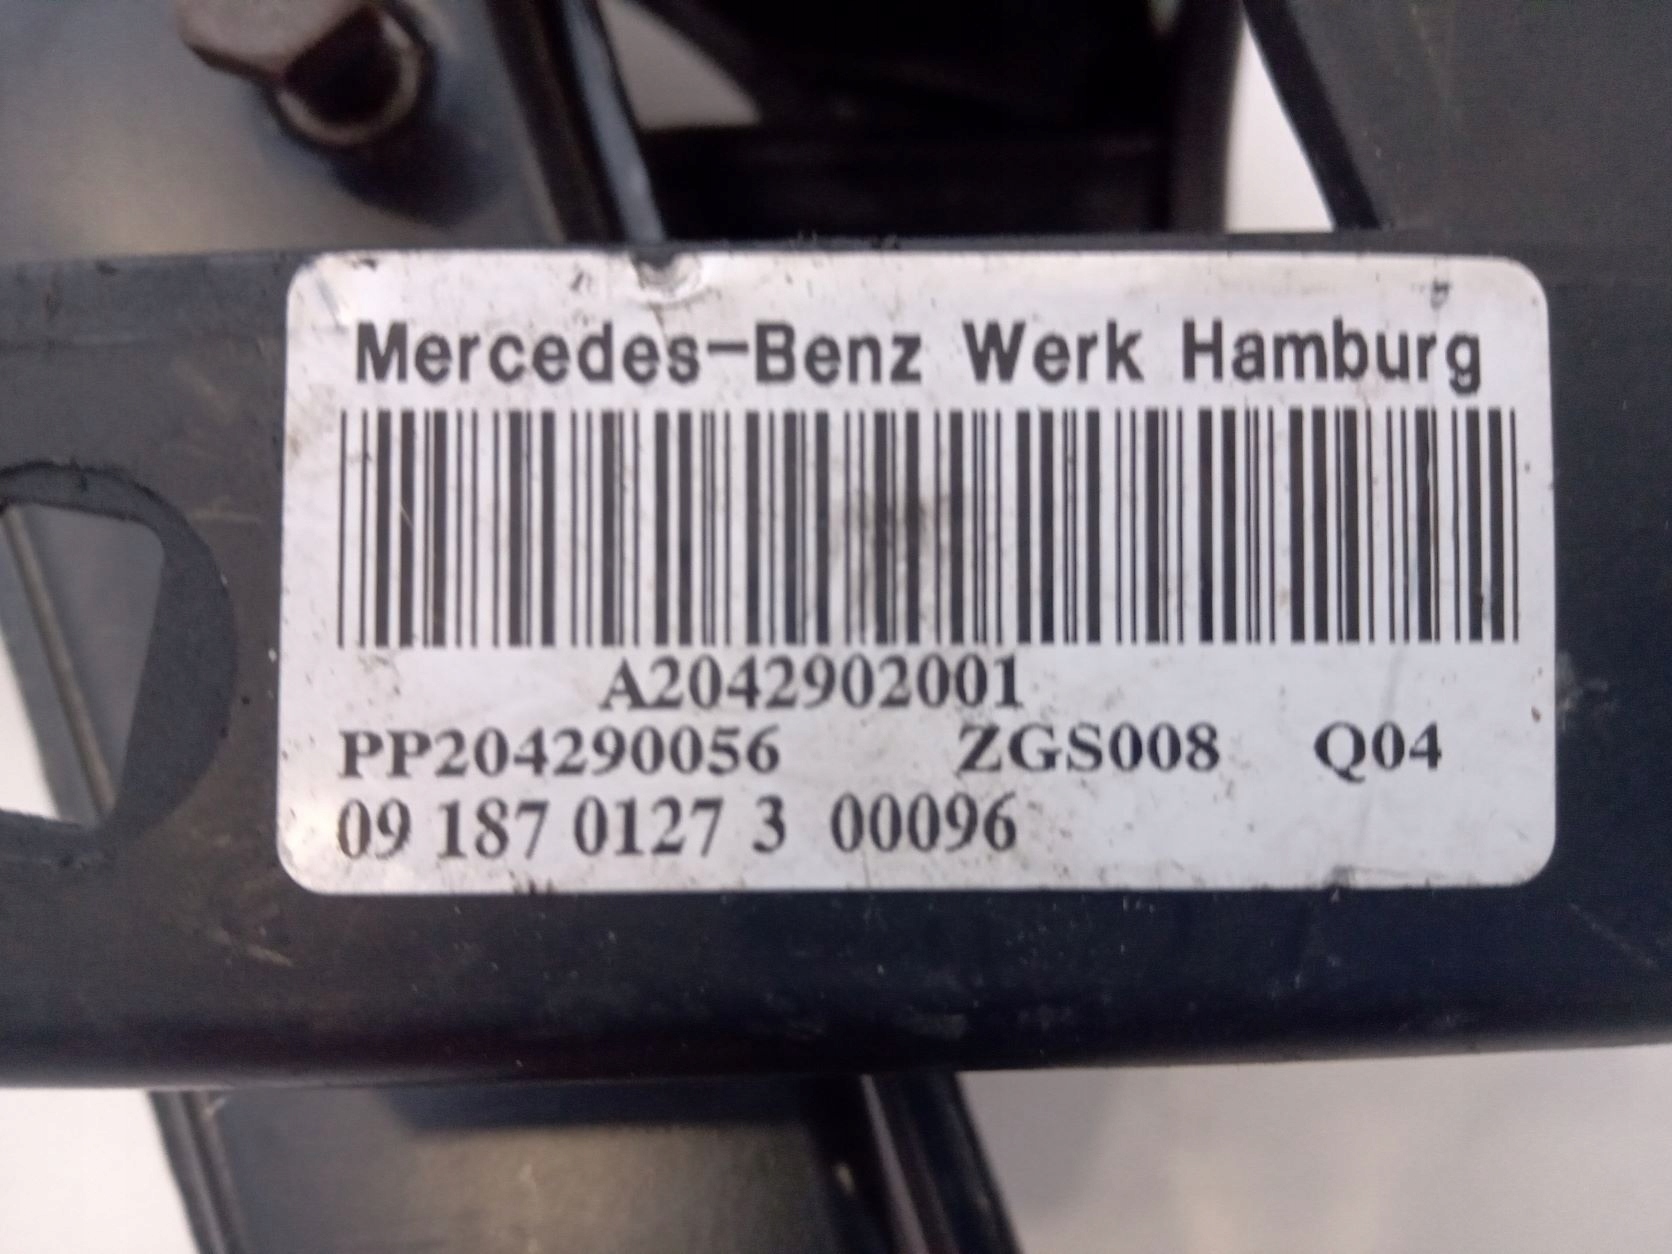 Mercedes-Benz Werk Hamburg
A2042902001
PP204290056 ZGS008 Q04
09 187 0127 3 00096